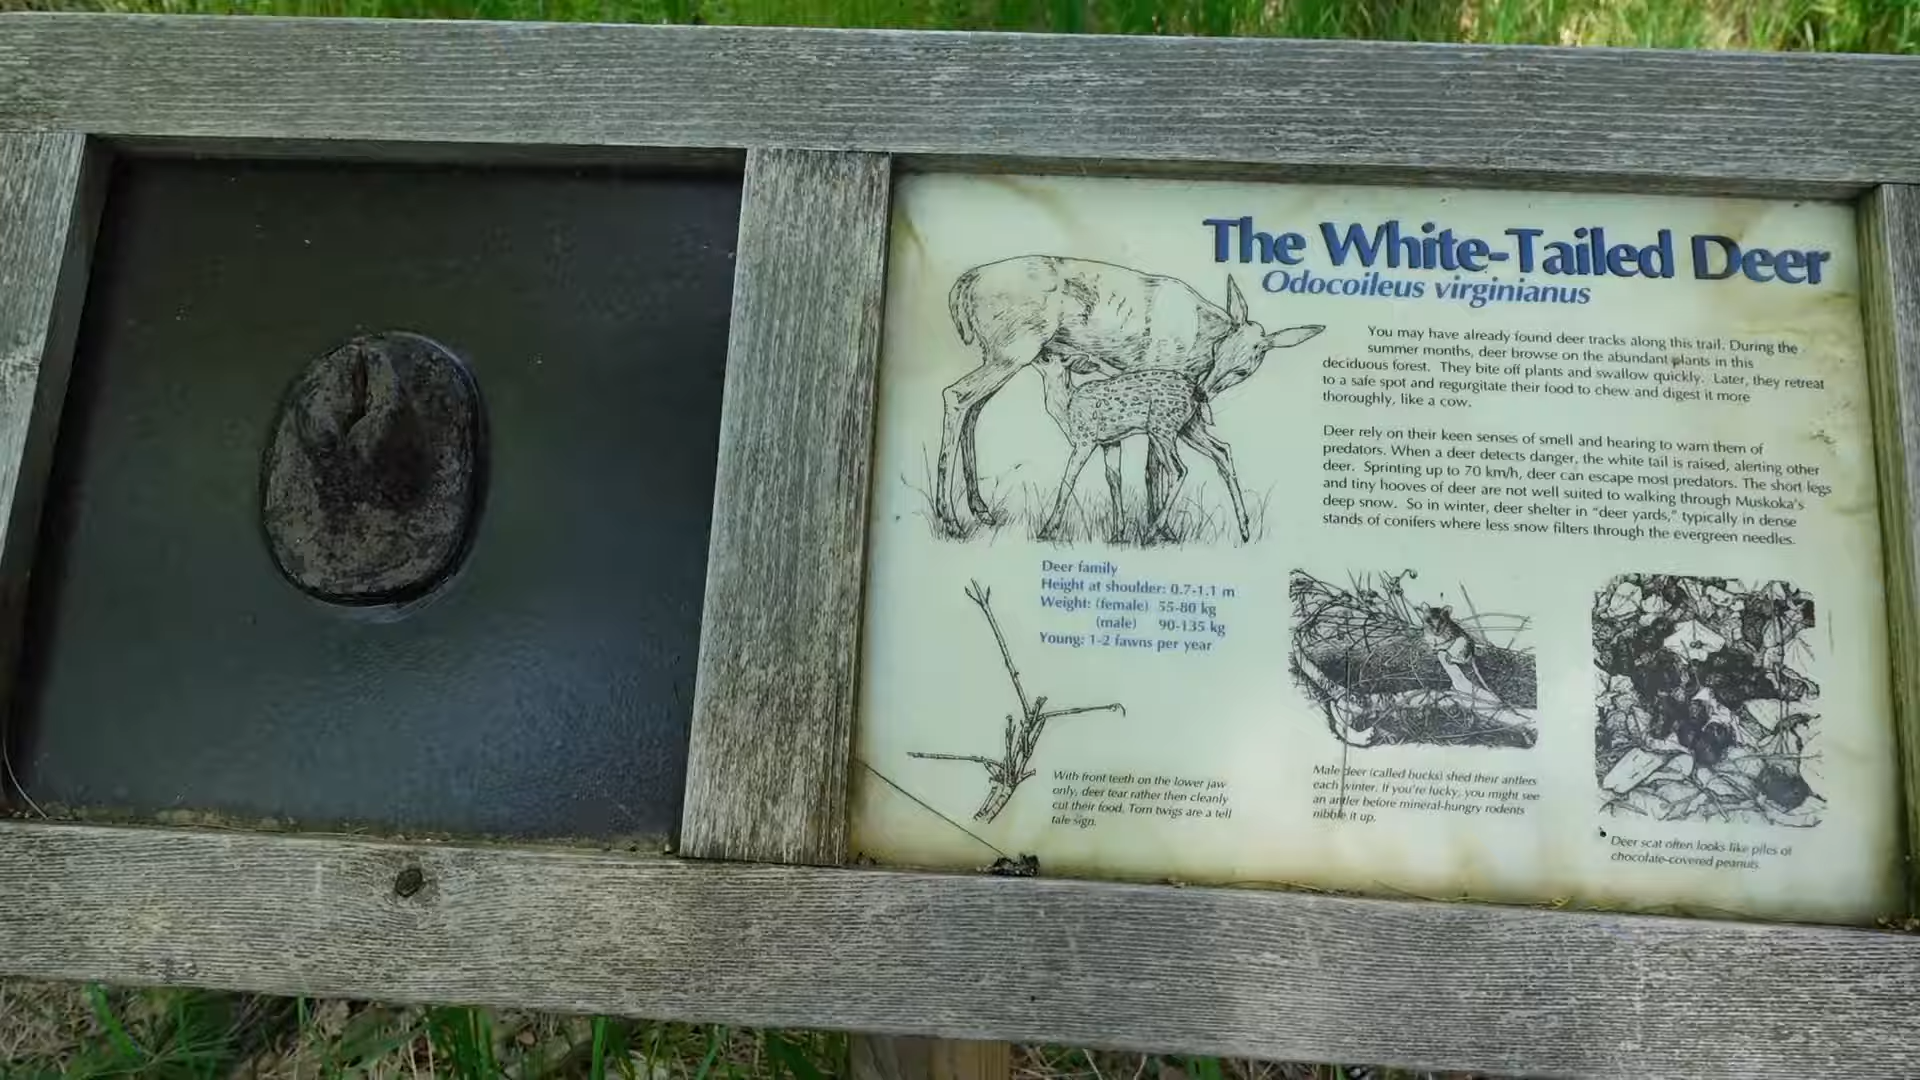 The White-Tailed Deer
Odocoileus virginianus
You may have already found deer tracks along this trail. During the
summer months, deer browse on the abundant plants in this
deciduous forest. They bite off plants and swallow quickly. Later, they retreat
to a safe spot and regurgitate their food to chew and digest it more
thoroughly, like a cow.
Deer rely on their keen senses of smell and hearing to warn them of
predators. When a deer detects danger, the white tail is raised, alerting other
deer. Sprinting up to 70 km/h, deer can escape most predators. The short legs
and tiny hooves of deer are not well suited to walking through Muskoka's
deep snow. So in winter, deer shelter in "deer yards," typically in dense
stands of conifers where less snow filters through the evergreen needles.
Deer family
Height at shoulder: 0.7-1.1 m
Weight: (female) 55-80 kg
(male) 90-135 kg
Young: 1-2 fawns per year
With front teeth on the lower jaw
only, deer tear rather then cleanly
cut their food. Torn twigs are a tell
tale sign.
Male deer (called bucks) shed their antlers
each winter. If you're lucky, you might see
an antler before mineral-hungry rodents
nibble it up.
Deer scat often looks like piles of
chocolate-covered peanuts.